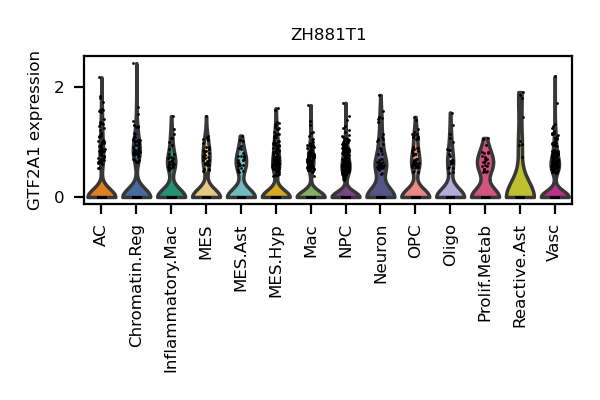 ZH881T1
GTF2A1 expression
2
0
AC
Chromatin.Reg
Inflammatory.Mac
MES
MES.Ast
MES.Hyp
Mac
NPC
Neuron
OPC
Oligo
Prolif.Metab
Reactive.Ast
Vasc